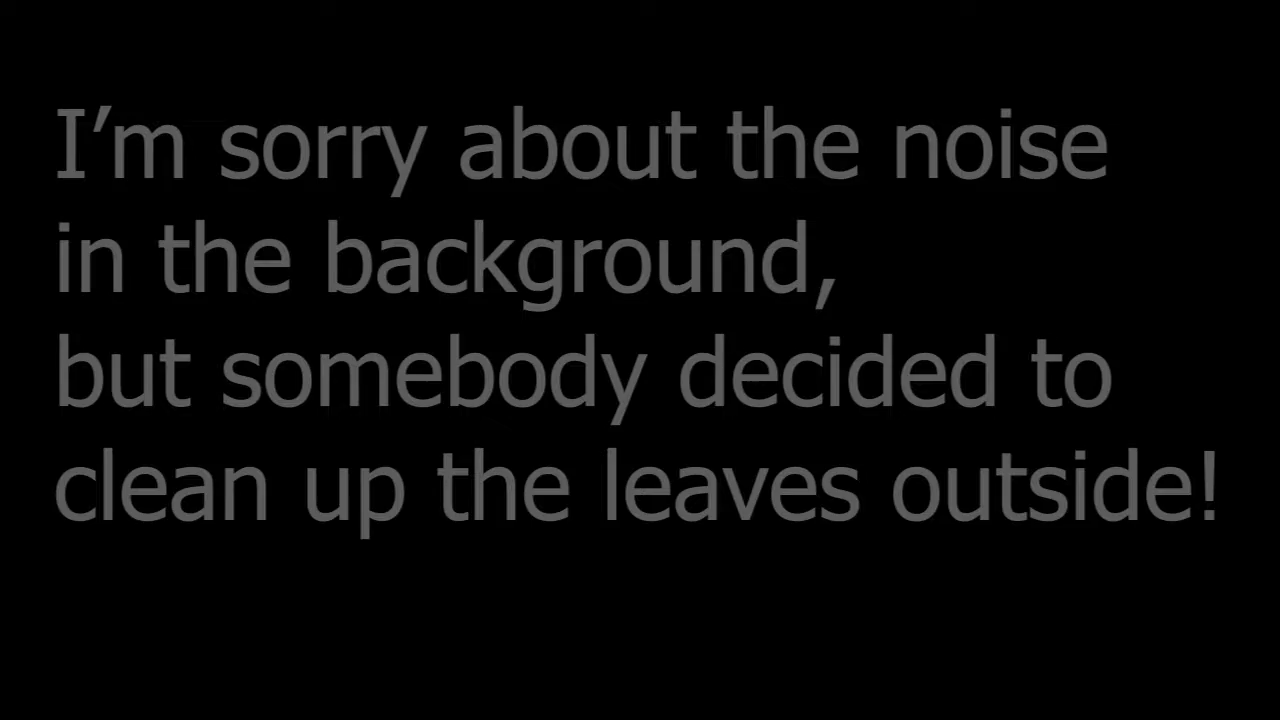 I’m sorry about the noise
in the background,
but somebody decided to
clean up the leaves outside!